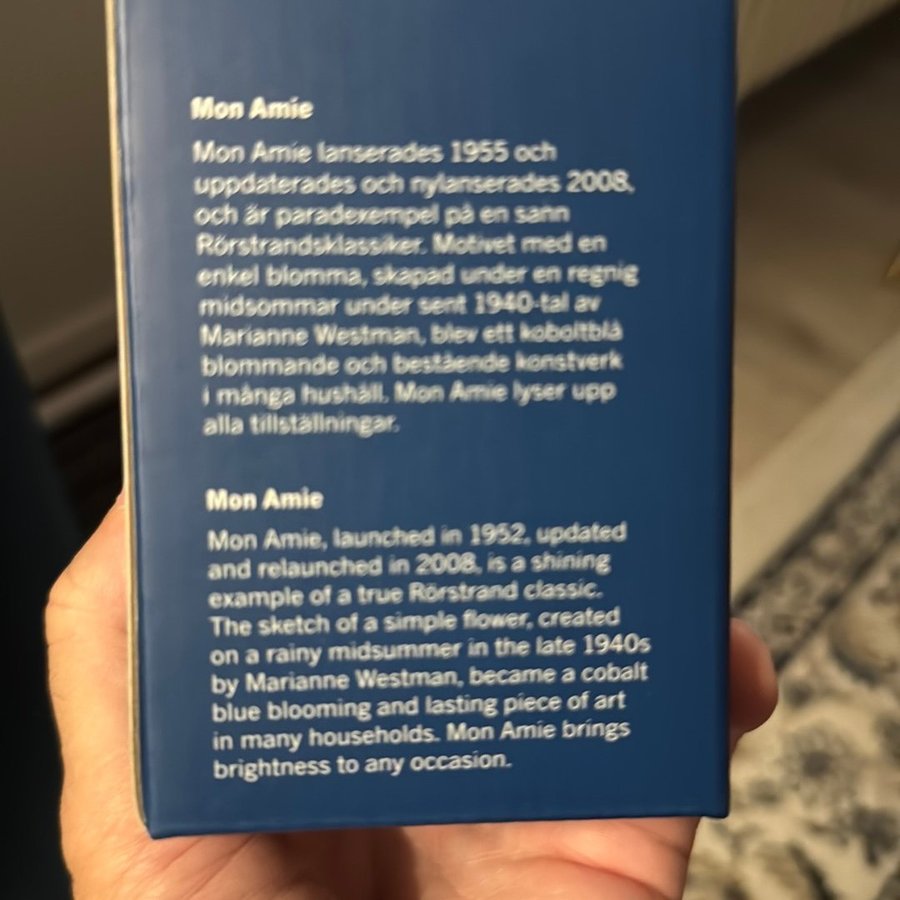 Mon Amie
Mon Amie lanserades 1955 och
uppdaterades och nylanserades 2008,
och är paradexempel på en sann
Rörstrandsklassiker. Motivet med en
enkel blomma, skapad under en regnig
midsommar under sent 1940-tal av
Marianne Westman, blev ett koboltblå
blommande och bestående konstverk
i många hushåll. Mon Amie lyser upp
alla tillställningar.
Mon Amie
Mon Amie, launched in 1952, updated
and relaunched in 2008, is a shining
example of a true Rörstrand classic.
The sketch of a simple flower, created
on a rainy midsummer in the late 1940s
by Marianne Westman, became a cobalt
blue blooming and lasting piece of art
in many households. Mon Amie brings
brightness to any occasion.